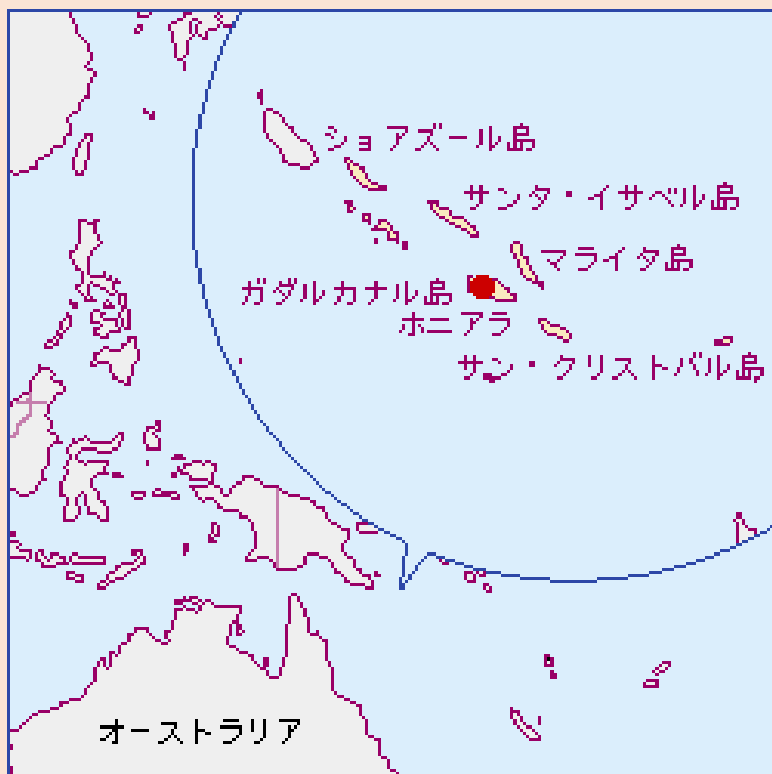 ショアズール島
サンタ・イサベル島
マライタ島
ガダルカナル島
ホニアラ
サン・クリストバル島
オーストラリア